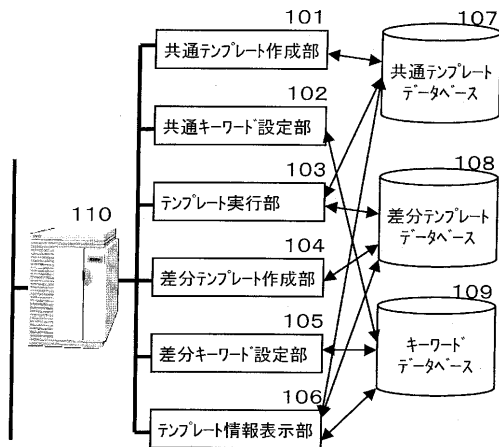 101
共通テンプレート作成部
102
共通キーワード設定部
103
テンプレート実行部
104
差分テンプレート作成部
105
差分キーワード設定部
106
テンプレート情報表示部
107
共通テンプレート
データベース
108
差分テンプレート
データベース
109
キーワード
データベース
110